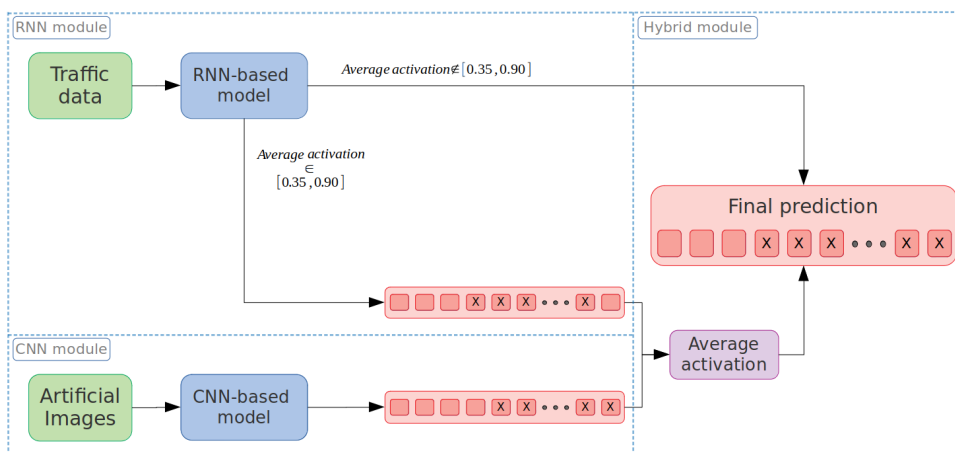 RNN module
Hybrid module
Traffic
data
RNN-based
model
Average activation∉[0.35,0.90]
Average activation
∈
[0.35,0.90]
Final prediction
X X X X X
X X X X
CNN module
Average
activation
Artificial
Images
CNN-based
model
X X X X